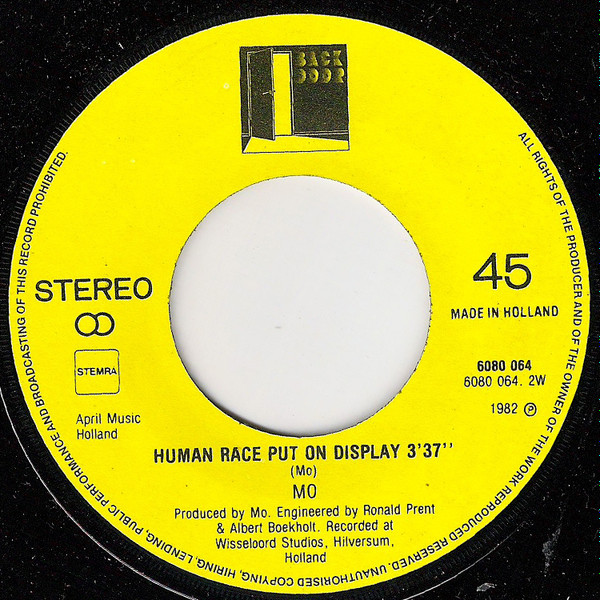 BACK
DOOR
STEREO
45
MADE IN HOLLAND
STEMRA
6080 064
6080 064. 2W
1982 Ⓟ
April Music
Holland
HUMAN RACE PUT ON DISPLAY 3'37''
(Mo)
MO
Produced by Mo. Engineered by Ronald Prent
& Albert Boekholt. Recorded at
Wisseloord Studios, Hilversum,
Holland
ALL RIGHTS OF THE PRODUCER AND OF THE OWNER OF THE WORK REPRODUCED RESERVED. UNAUTHORISED COPYING, HIRING, LENDING, PUBLIC PERFORMANCE AND BROADCASTING OF THIS RECORD PROHIBITED.